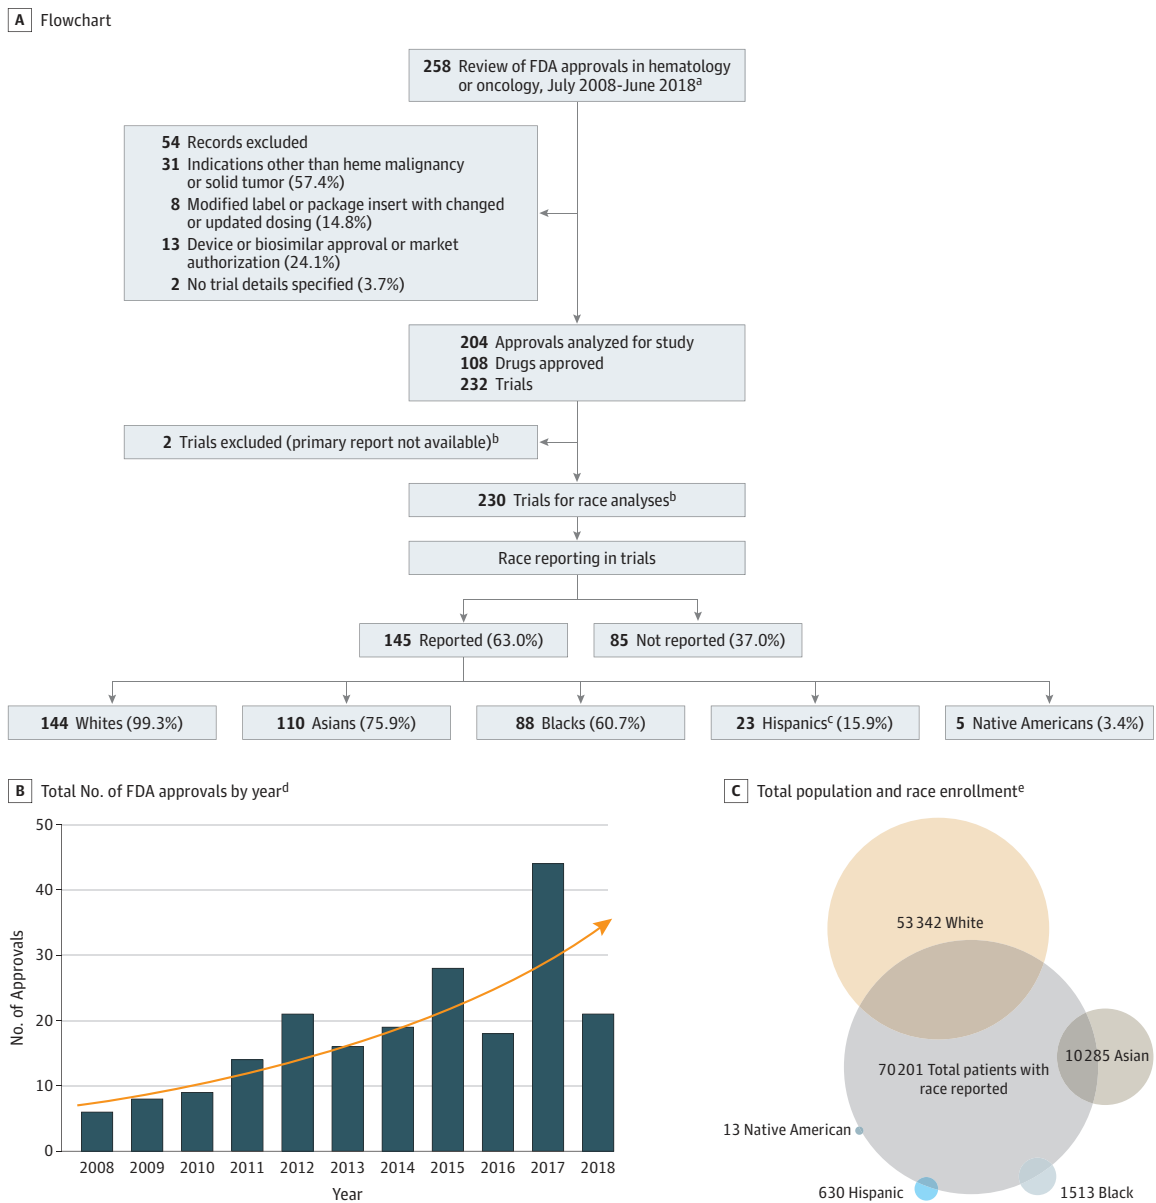 A Flowchart
258 Review of FDA approvals in hematology
or oncology, July 2008-June 2018a
54 Records excluded
31 Indications other than heme malignancy
or solid tumor (57.4%)
8 Modified label or package insert with changed
or updated dosing (14.8%)
13 Device or biosimilar approval or market
authorization (24.1%)
2 No trial details specified (3.7%)
204 Approvals analyzed for study
108 Drugs approved
232 Trials
2 Trials excluded (primary report not available)b
230 Trials for race analysesb
Race reporting in trials
145 Reported (63.0%)
85 Not reported (37.0%)
144 Whites (99.3%)
110 Asians (75.9%)
88 Blacks (60.7%)
23 Hispanicsc (15.9%)
5 Native Americans (3.4%)
B Total No. of FDA approvals by yeard
50
40
30
20
10
0
No. of Approvals
2008 2009 2010 2011 2012 2013 2014 2015 2016 2017 2018
Year
C Total population and race enrollmente
53 342 White
10 285 Asian
70 201 Total patients with
race reported
13 Native American
630 Hispanic
1513 Black